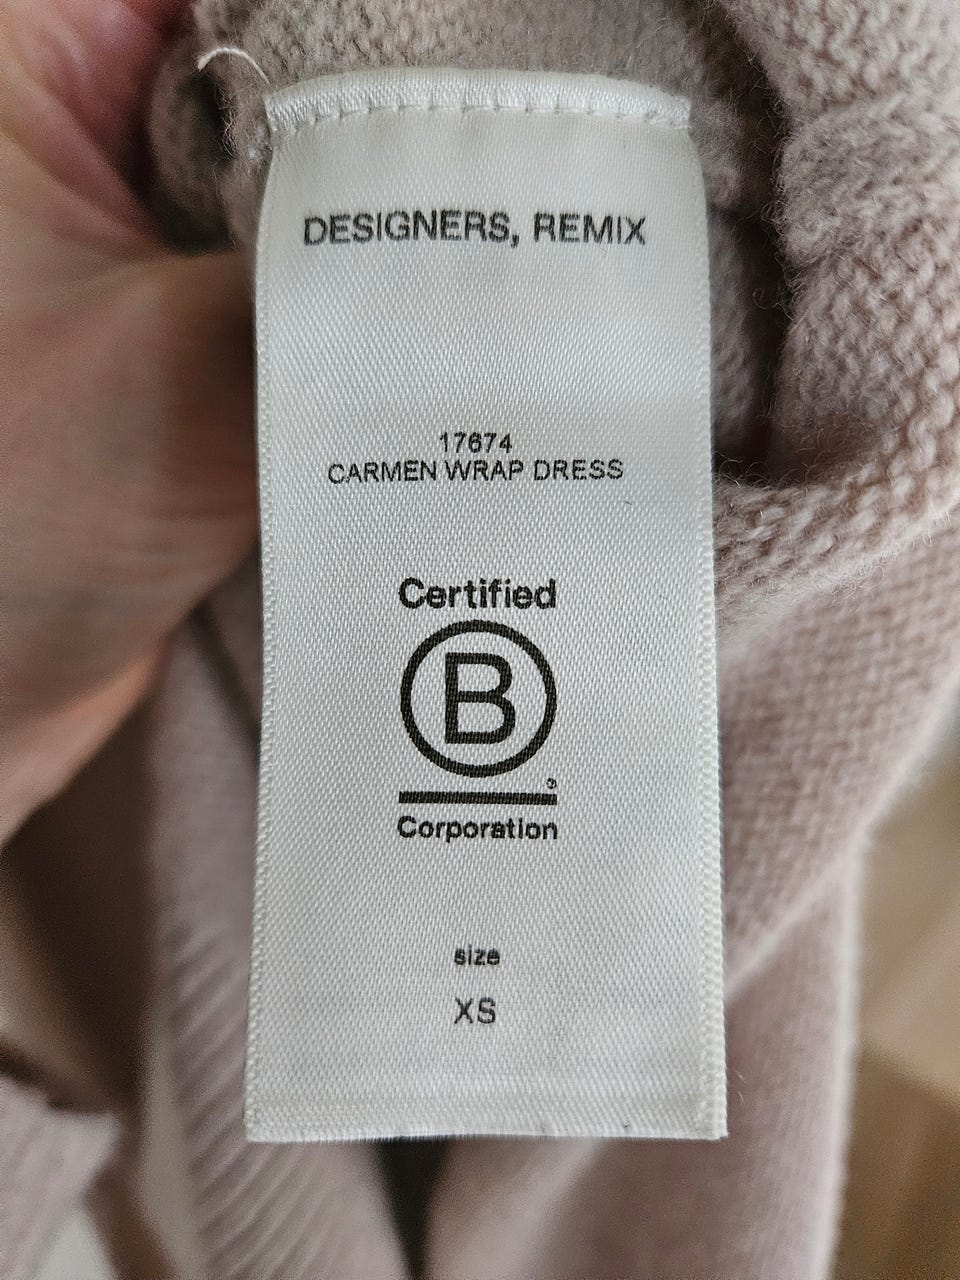 DESIGNERS, REMIX
17674
CARMEN WRAP DRESS
Certified
B
Corporation
size
XS